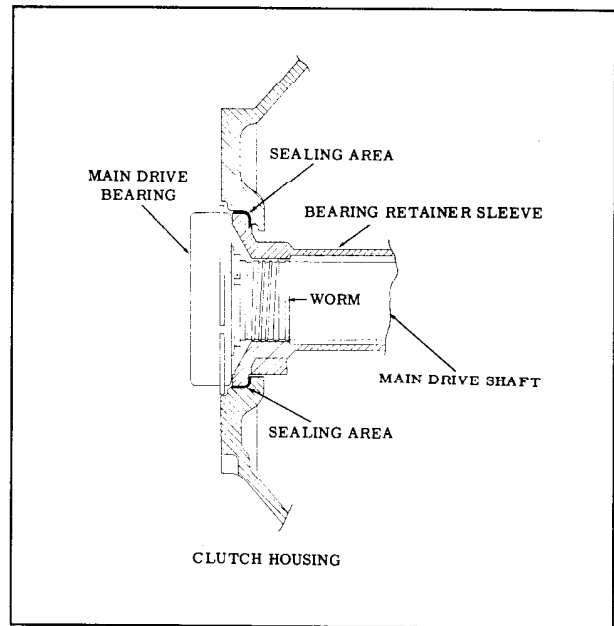 SEALING AREA
MAIN DRIVE
BEARING
BEARING RETAINER SLEEVE
WORM
MAIN DRIVE SHAFT
SEALING AREA
CLUTCH HOUSING